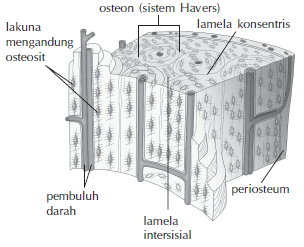 osteon (sistem Havers)
lakuna
mengandung
osteosit
lamela konsentris
pembuluh
darah
lamela
intersisial
periosteum